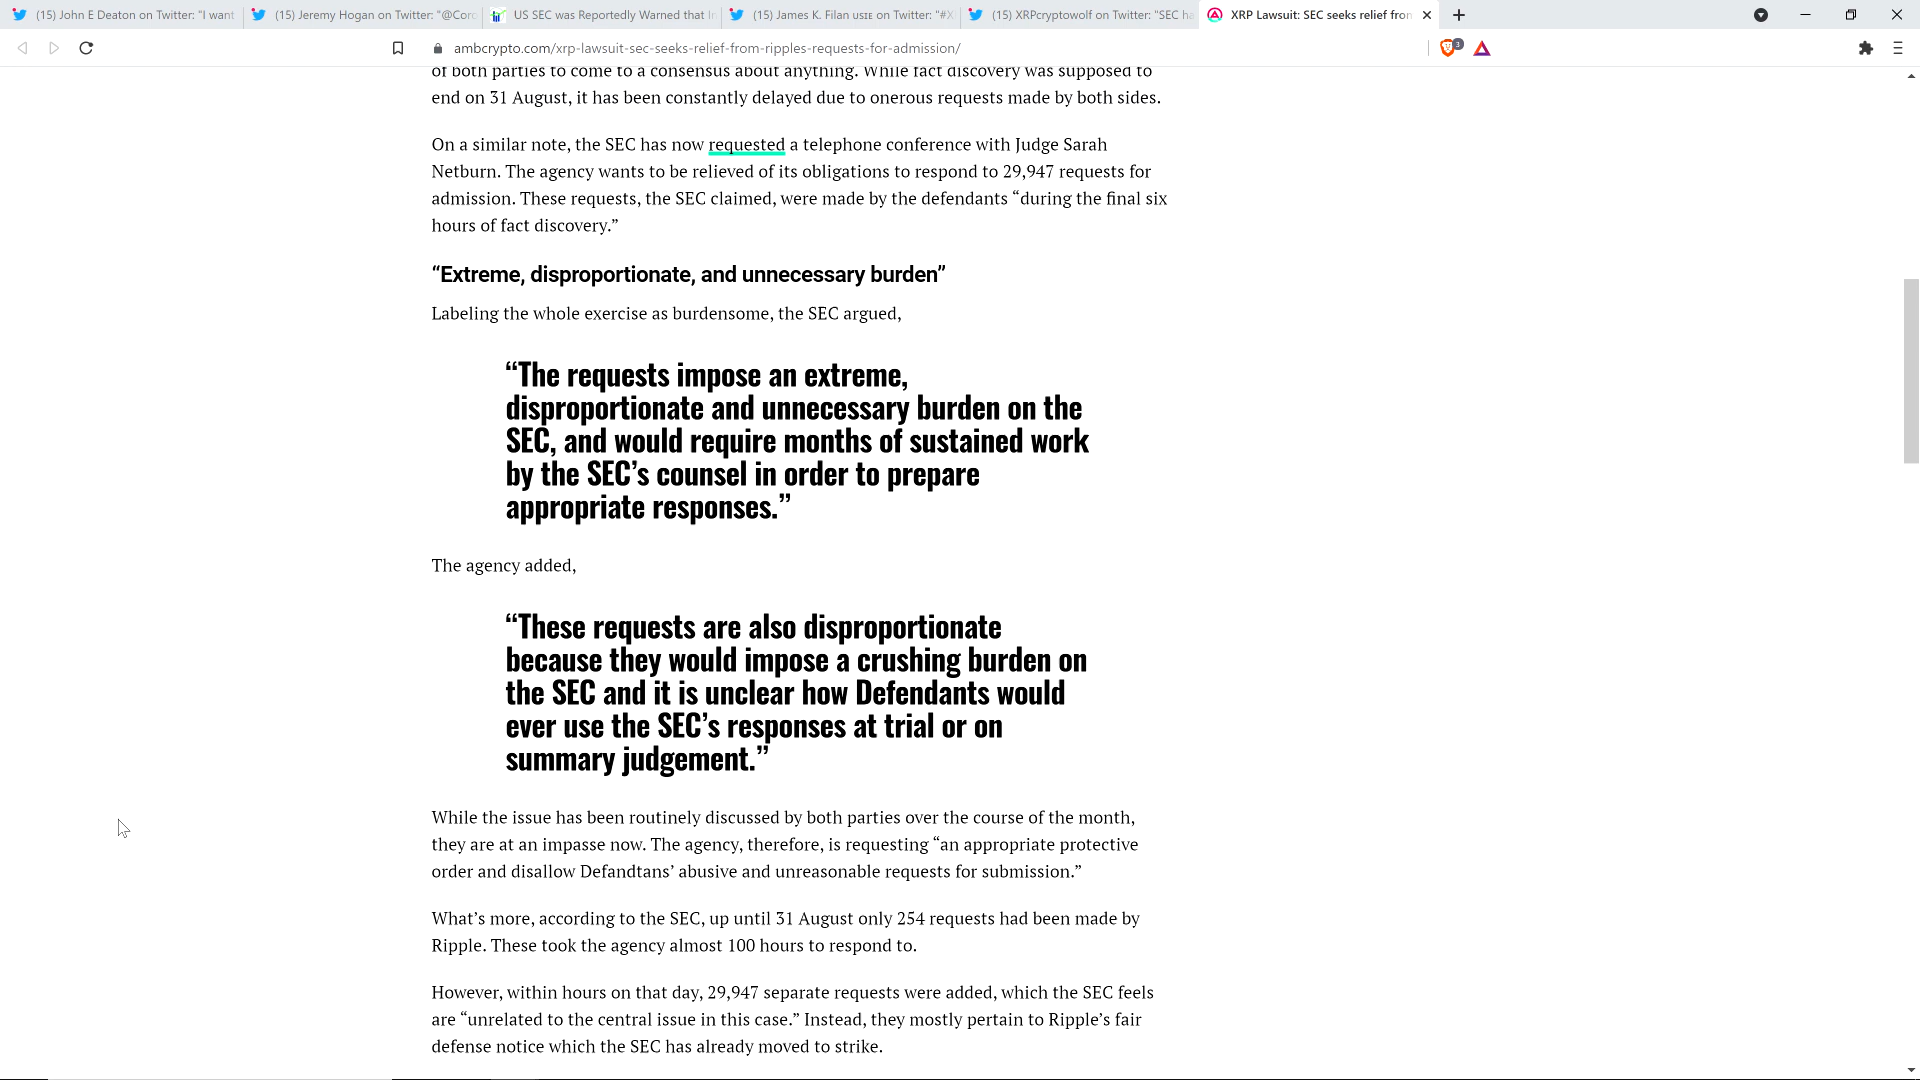 (15) John E Deaton on Twitter: "I want
(15) Jeremy Hogan on Twitter: "@Coro
US SEC was Reportedly Warned that
(15) James K. Filan on Twitter: "#X
(15) XRPcryptowolf on Twitter: "SEC ha
XRP Lawsuit: SEC seeks relief from
ambcrypto.com/xrp-lawsuit-sec-seeks-relief-from-ripples-requests-for-admission/
3
of both parties to come to a consensus about anything. While fact discovery was supposed to
end on 31 August, it has been constantly delayed due to onerous requests made by both sides.
On a similar note, the SEC has now requested a telephone conference with Judge Sarah
Netburn. The agency wants to be relieved of its obligations to respond to 29,947 requests for
admission. These requests, the SEC claimed, were made by the defendants “during the final six
hours of fact discovery.”
“Extreme, disproportionate, and unnecessary burden”
Labeling the whole exercise as burdensome, the SEC argued,
“The requests impose an extreme,
disproportionate and unnecessary burden on the
SEC, and would require months of sustained work
by the SEC’s counsel in order to prepare
appropriate responses.”
The agency added,
“These requests are also disproportionate
because they would impose a crushing burden on
the SEC and it is unclear how Defendants would
ever use the SEC’s responses at trial or on
summary judgement.”
While the issue has been routinely discussed by both parties over the course of the month,
they are at an impasse now. The agency, therefore, is requesting “an appropriate protective
order and disallow Defandtans’ abusive and unreasonable requests for submission.”
What’s more, according to the SEC, up until 31 August only 254 requests had been made by
Ripple. These took the agency almost 100 hours to respond to.
However, within hours on that day, 29,947 separate requests were added, which the SEC feels
are “unrelated to the central issue in this case.” Instead, they mostly pertain to Ripple’s fair
defense notice which the SEC has already moved to strike.